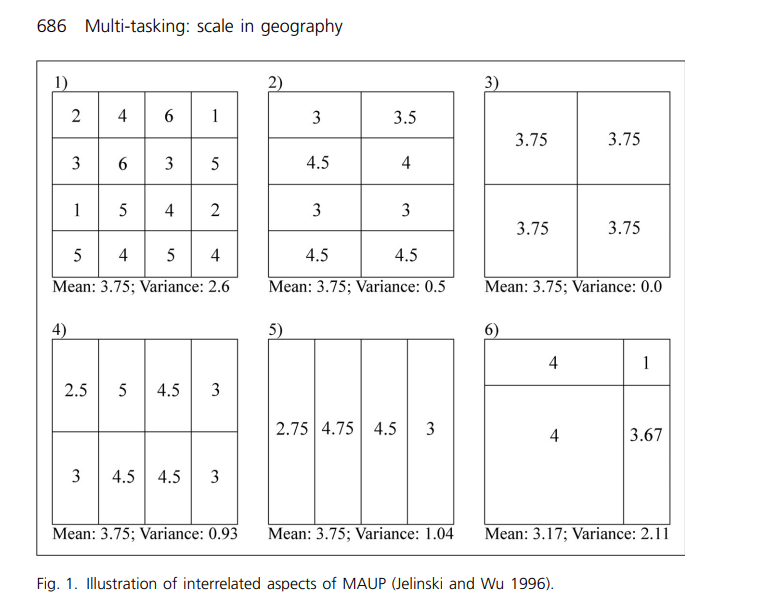 686 Multi-tasking: scale in geography
1)
2 4 6 1
3 6 3 5
1 5 4 2
5 4 5 4
Mean: 3.75; Variance: 2.6
2)
3 3.5
4.5 4
3 3
4.5 4.5
Mean: 3.75; Variance: 0.5
3)
3.75 3.75
3.75 3.75
Mean: 3.75; Variance: 0.0
4)
2.5 5 4.5 3
3 4.5 4.5 3
Mean: 3.75; Variance: 0.93
5)
2.75 4.75 4.5 3
Mean: 3.75; Variance: 1.04
6)
4 1
4 3.67
Mean: 3.17; Variance: 2.11
Fig. 1. Illustration of interrelated aspects of MAUP (Jelinski and Wu 1996).